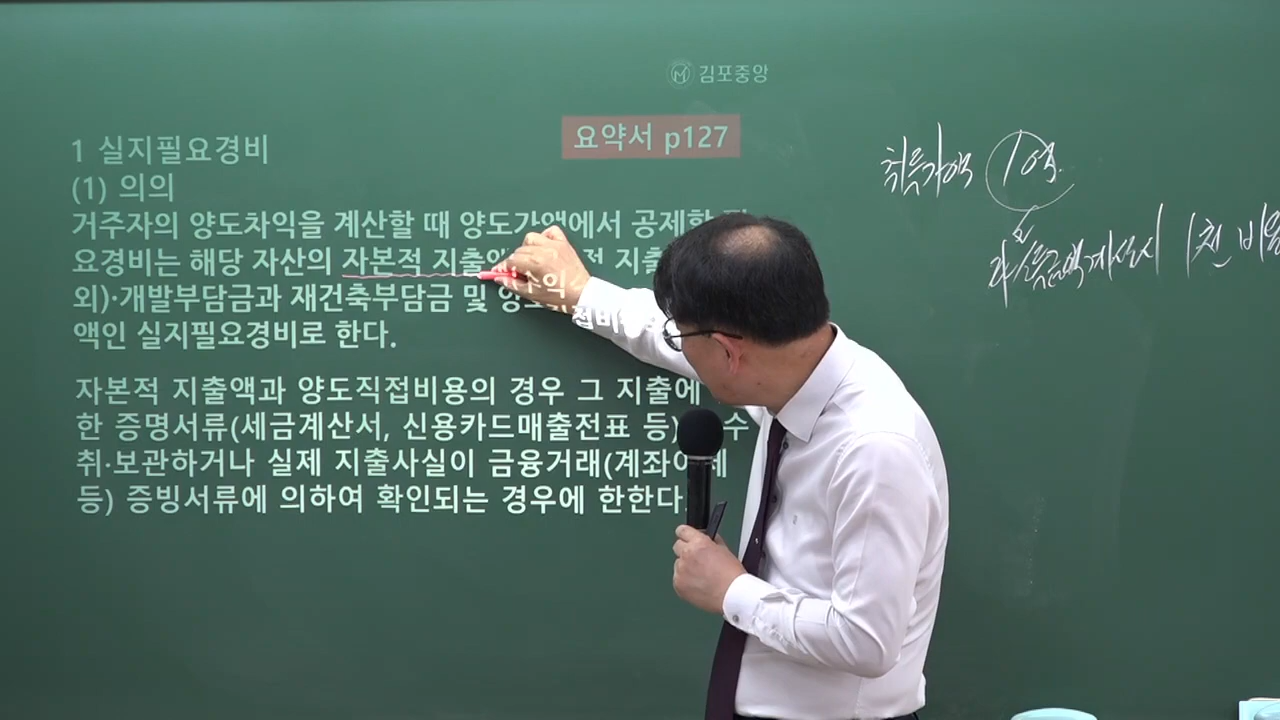 김포중앙
요약서 p127
1 실지필요경비
(1) 의의
거주자의 양도차익을 계산할 때 양도가액에서 공제할
요경비는 해당 자산의 자본적 지출액 지출
수익
외)·개발부담금과 재건축부담금 및
접비
액인 실지필요경비로 한다.
자본적 지출액과 양도직접비용의 경우 그 지출에
한 증명서류(세금계산서, 신용카드매출전표 등) 수
취·보관하거나 실제 지출사실이 금융거래(계좌이체
등) 증빙서류에 의하여 확인되는 경우에 한한다.
취득가액 1억
1천 비용